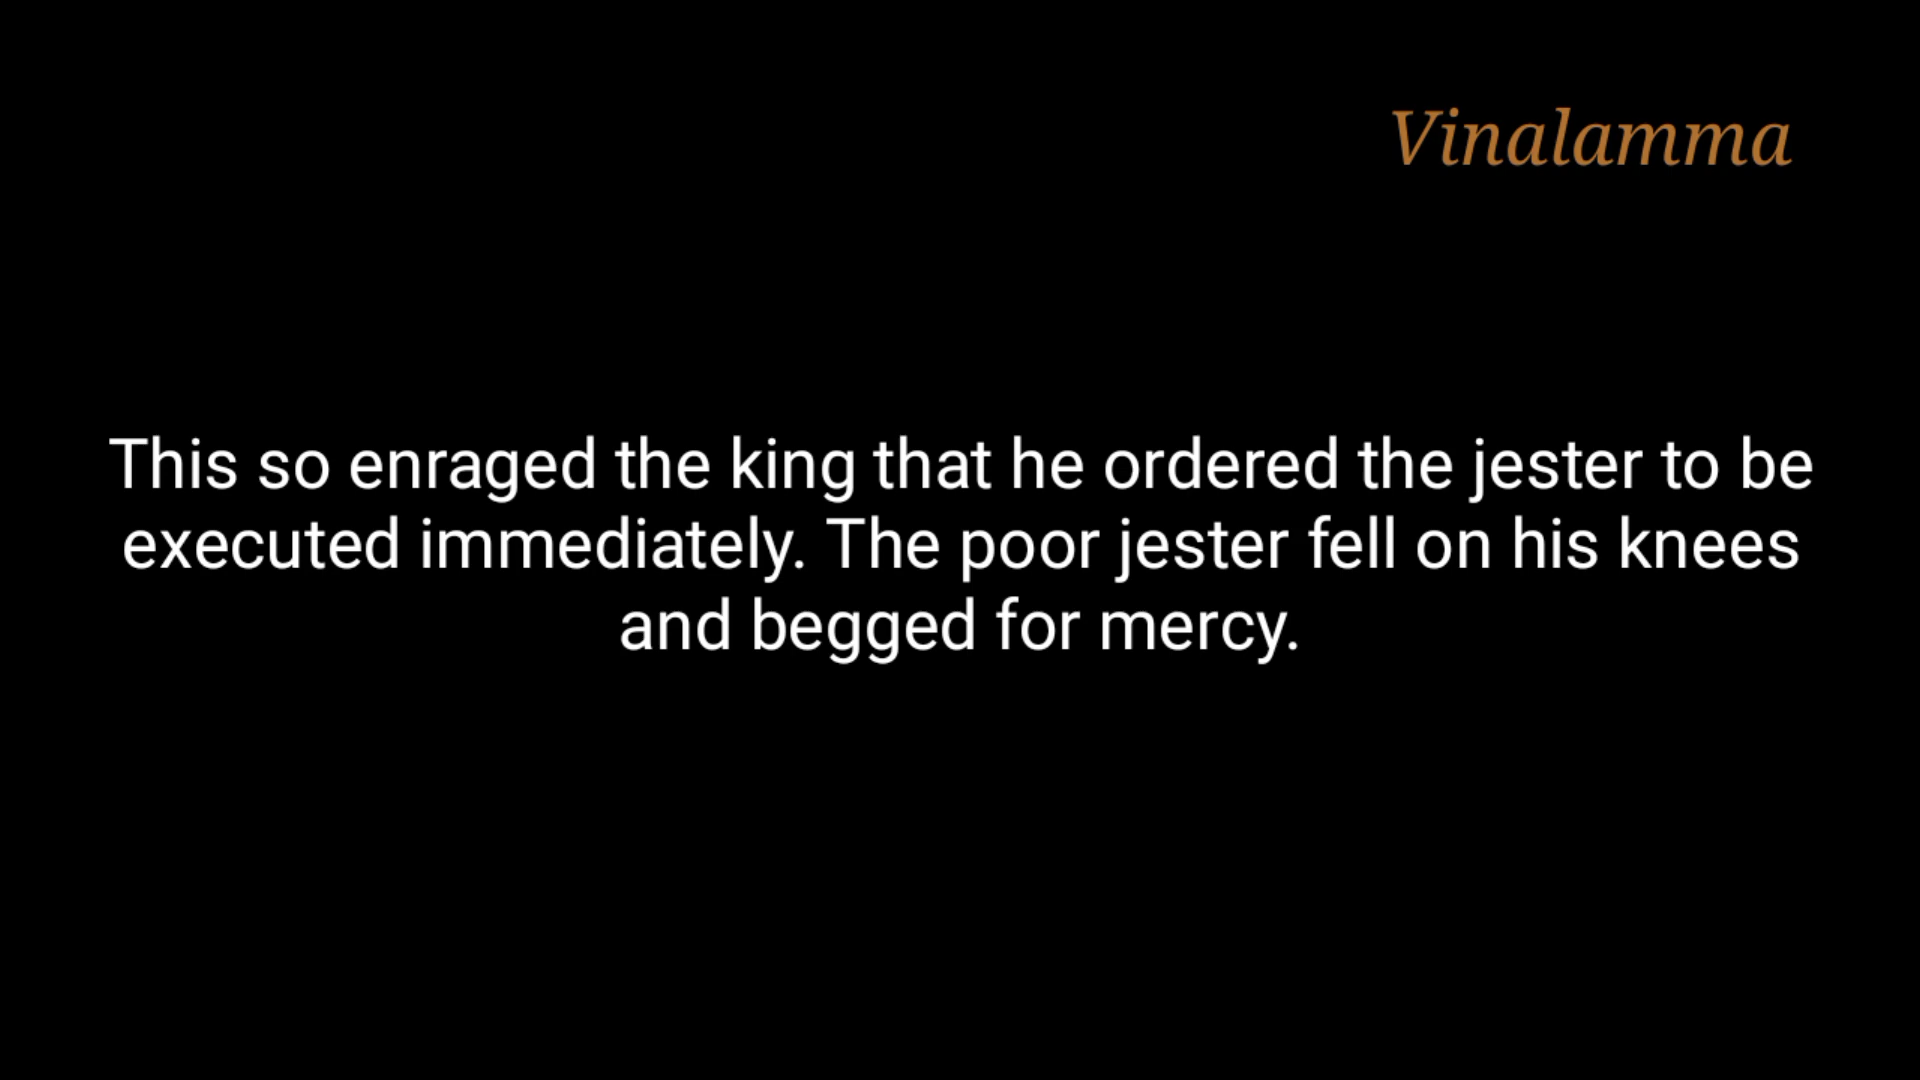 Vinalamma
This so enraged the king that he ordered the jester to be
executed immediately. The poor jester fell on his knees
and begged for mercy.